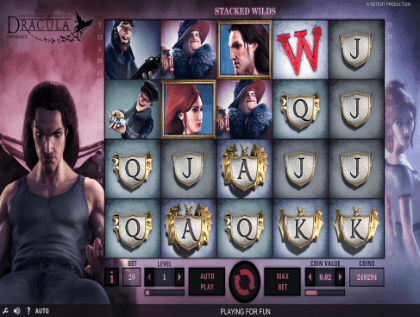 STACKED WILDS
A NETENT PRODUCTION
DRACULA
W J
Q J
Q J A J J
Q A Q K K
BET LEVEL COIN VALUE COINS
i 20 1 AUTO PLAY MAX BET 0.02 249294
? AUTO PLAYING FOR FUN